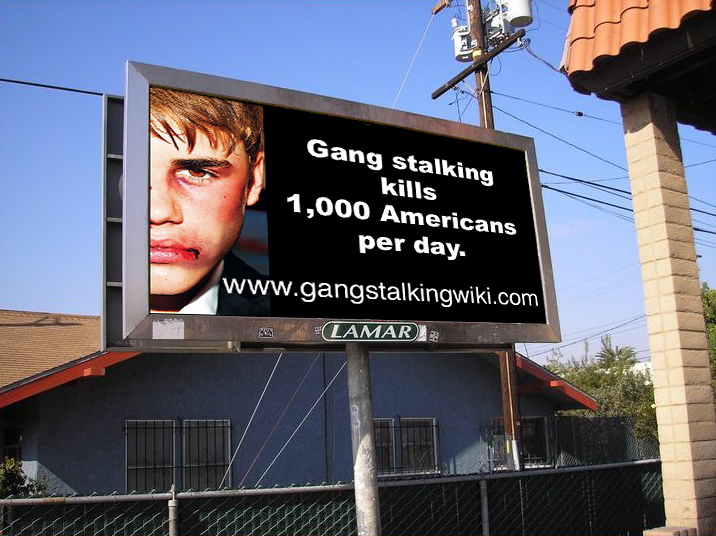 Gang stalking
kills
1,000 Americans
per day.
www.gangstalkingwiki.com
LAMAR